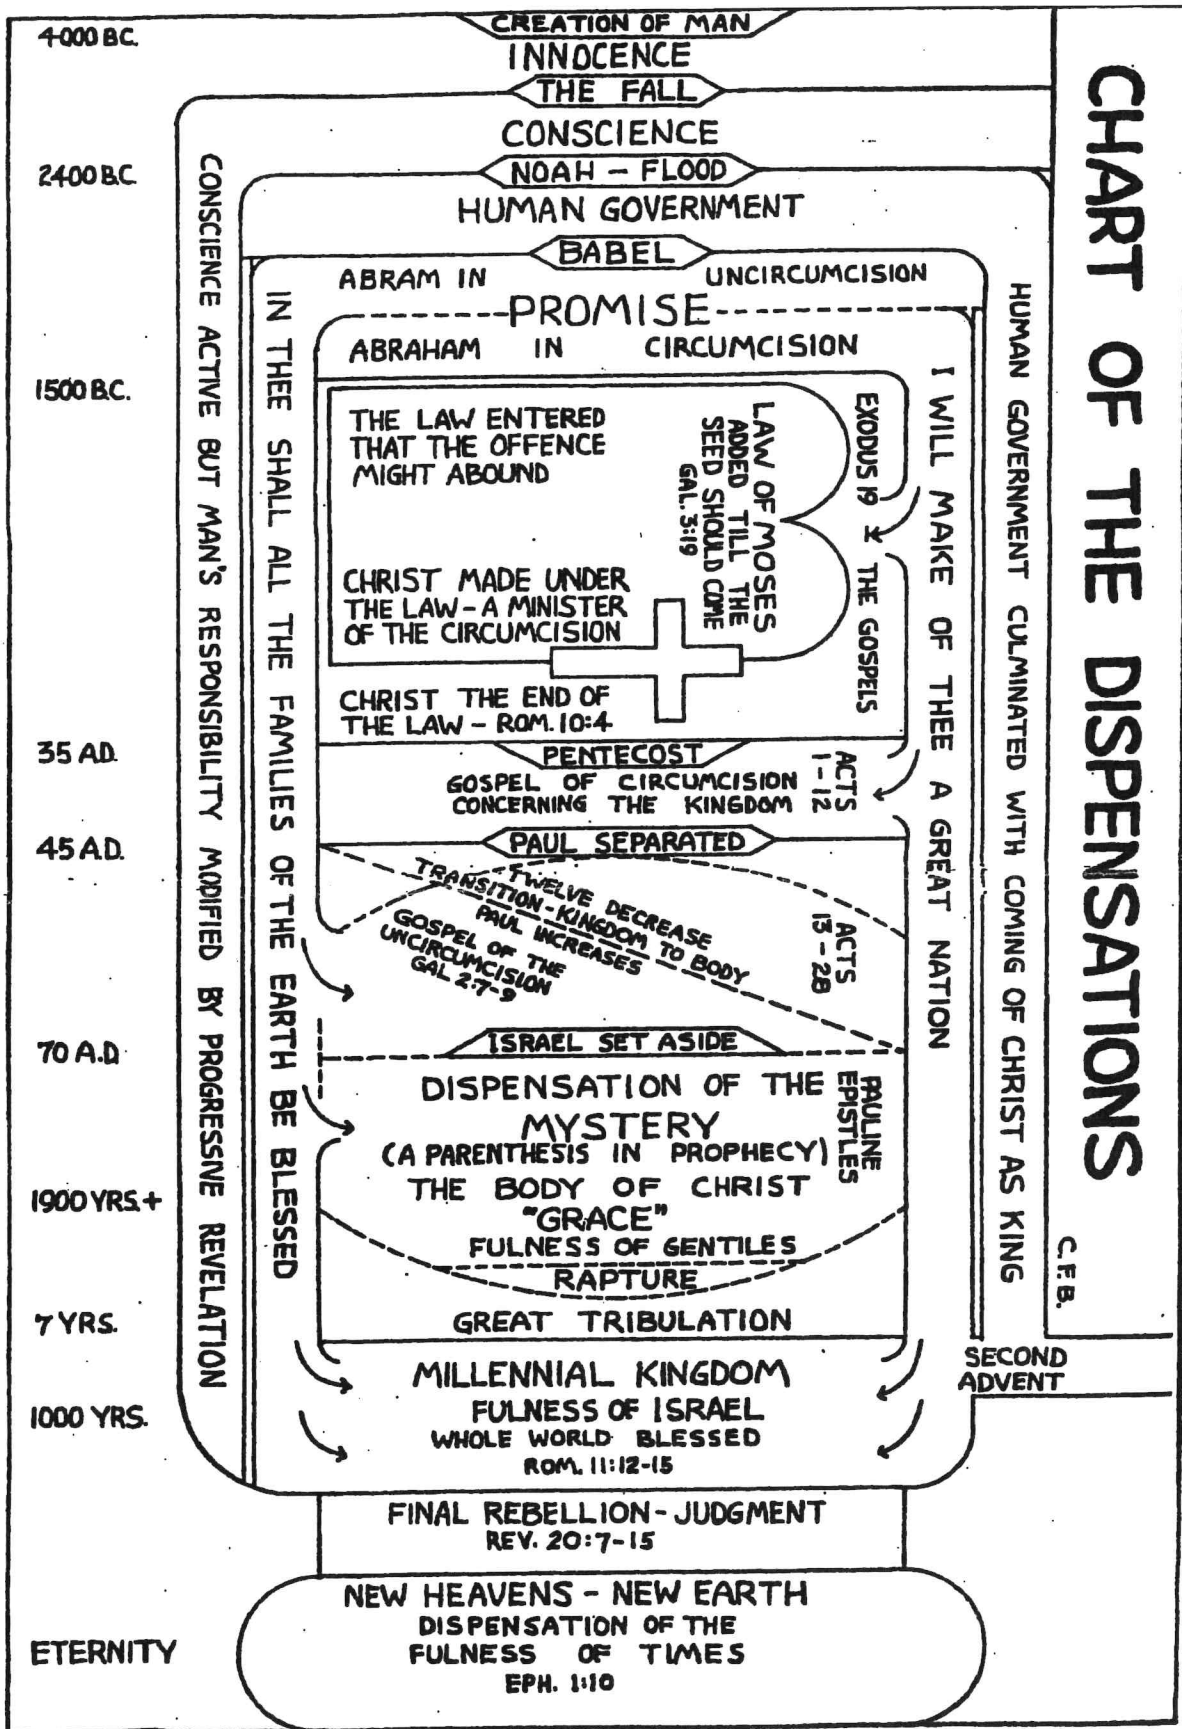 CHART OF THE DISPENSATIONS
C.F.B.
4000 B.C.
CREATION OF MAN
INNOCENCE
THE FALL
CONSCIENCE
2400 B.C.
NOAH - FLOOD
HUMAN GOVERNMENT
BABEL
ABRAM IN UNCIRCUMCISION
PROMISE
ABRAHAM IN CIRCUMCISION
CONSCIENCE ACTIVE BUT MAN'S RESPONSIBILITY MODIFIED BY PROGRESSIVE REVELATION
IN THEE SHALL ALL THE FAMILIES OF THE EARTH BE BLESSED
I WILL MAKE OF THEE A GREAT NATION
HUMAN GOVERNMENT CULMINATED WITH COMING OF CHRIST AS KING
1500 B.C.
THE LAW ENTERED
THAT THE OFFENCE
MIGHT ABOUND
LAW OF MOSES
ADDED TILL THE
SEED SHOULD COME
GAL. 3:19
EXODUS 19
THE GOSPELS
CHRIST MADE UNDER
THE LAW - A MINISTER
OF THE CIRCUMCISION
CHRIST THE END OF
THE LAW - ROM. 10:4
35 A.D.
PENTECOST
GOSPEL OF CIRCUMCISION
CONCERNING THE KINGDOM
ACTS
1-12
45 A.D.
PAUL SEPARATED
TWELVE DECREASE
TRANSITION-KINGDOM TO BODY
PAUL INCREASES
GOSPEL OF THE
UNCIRCUMCISION
GAL 2:7-9
ACTS
13-28
70 A.D
ISRAEL SET ASIDE
DISPENSATION OF THE
MYSTERY
(A PARENTHESIS IN PROPHECY)
PAULINE
EPISTLES
THE BODY OF CHRIST
1900 YRS.+
"GRACE"
FULNESS OF GENTILES
RAPTURE
7 YRS.
GREAT TRIBULATION
SECOND
ADVENT
MILLENNIAL KINGDOM
1000 YRS.
FULNESS OF ISRAEL
WHOLE WORLD BLESSED
ROM. 11:12-15
FINAL REBELLION - JUDGMENT
REV. 20:7-15
NEW HEAVENS - NEW EARTH
DISPENSATION OF THE
ETERNITY
FULNESS OF TIMES
EPH. 1:10